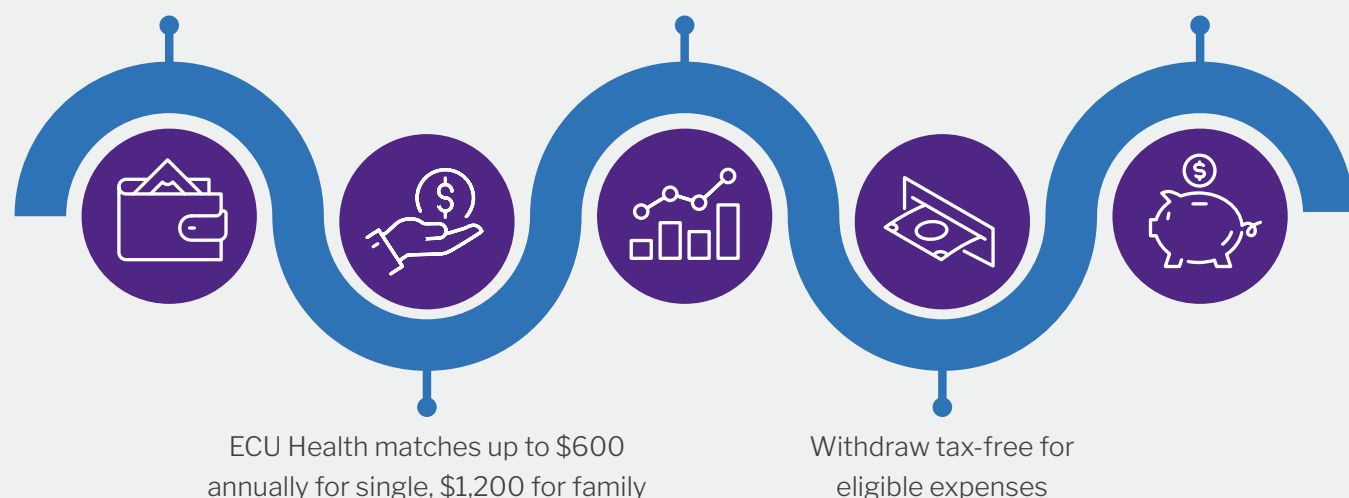 ECU Health matches up to $600
annually for single, $1,200 for family
Withdraw tax-free for
eligible expenses